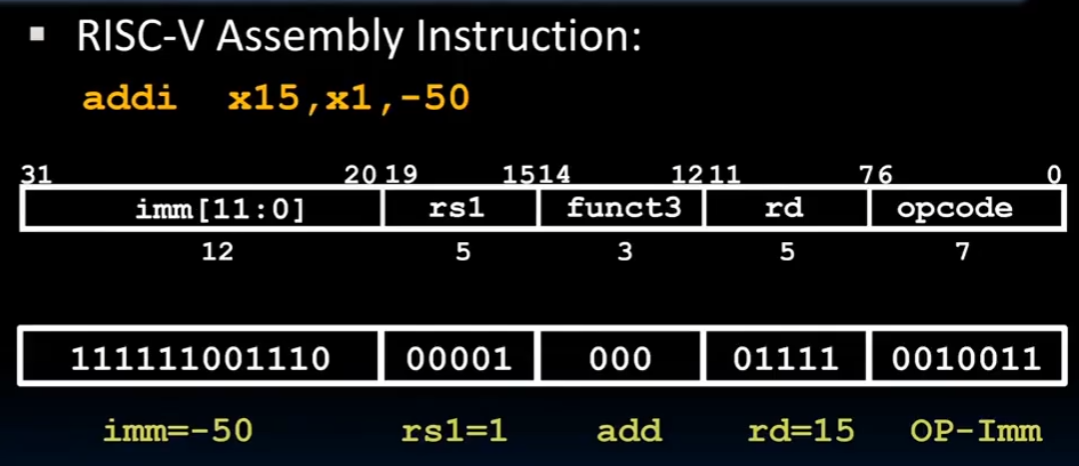 ▪ RISC-V Assembly Instruction:
addi x15,x1,-50
31 20 19 15 14 12 11 7 6 0
imm[11:0] rs1 funct3 rd opcode
12 5 3 5 7
111111001110 00001 000 01111 0010011
imm=-50 rs1=1 add rd=15 OP-Imm